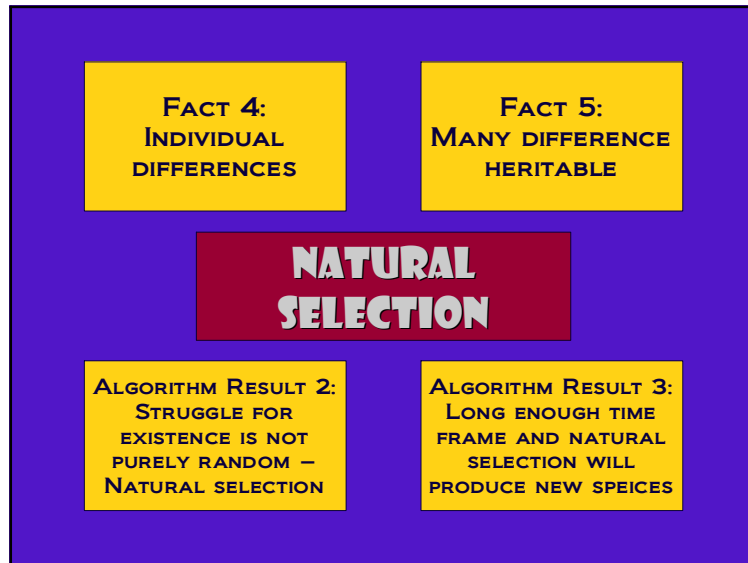 Fact 4:
Individual
differences
Fact 5:
Many difference
heritable
NATURAL
SELECTION
Algorithm Result 2:
Struggle for
existence is not
purely random –
Natural selection
Algorithm Result 3:
Long enough time
frame and natural
selection will
produce new speices